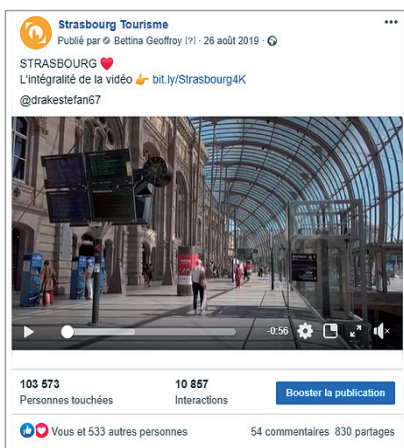 Strasbourg Tourisme
Publié par Bettina Geoffroy [?] · 26 août 2019 ·
STRASBOURG ❤️
L'intégralité de la vidéo 👉 bit.ly/Strasbourg4K
@drakestefan67
-0:56
103 573 10 857
Personnes touchées Interactions
Booster la publication
Vous et 533 autres personnes 54 commentaires 830 partages